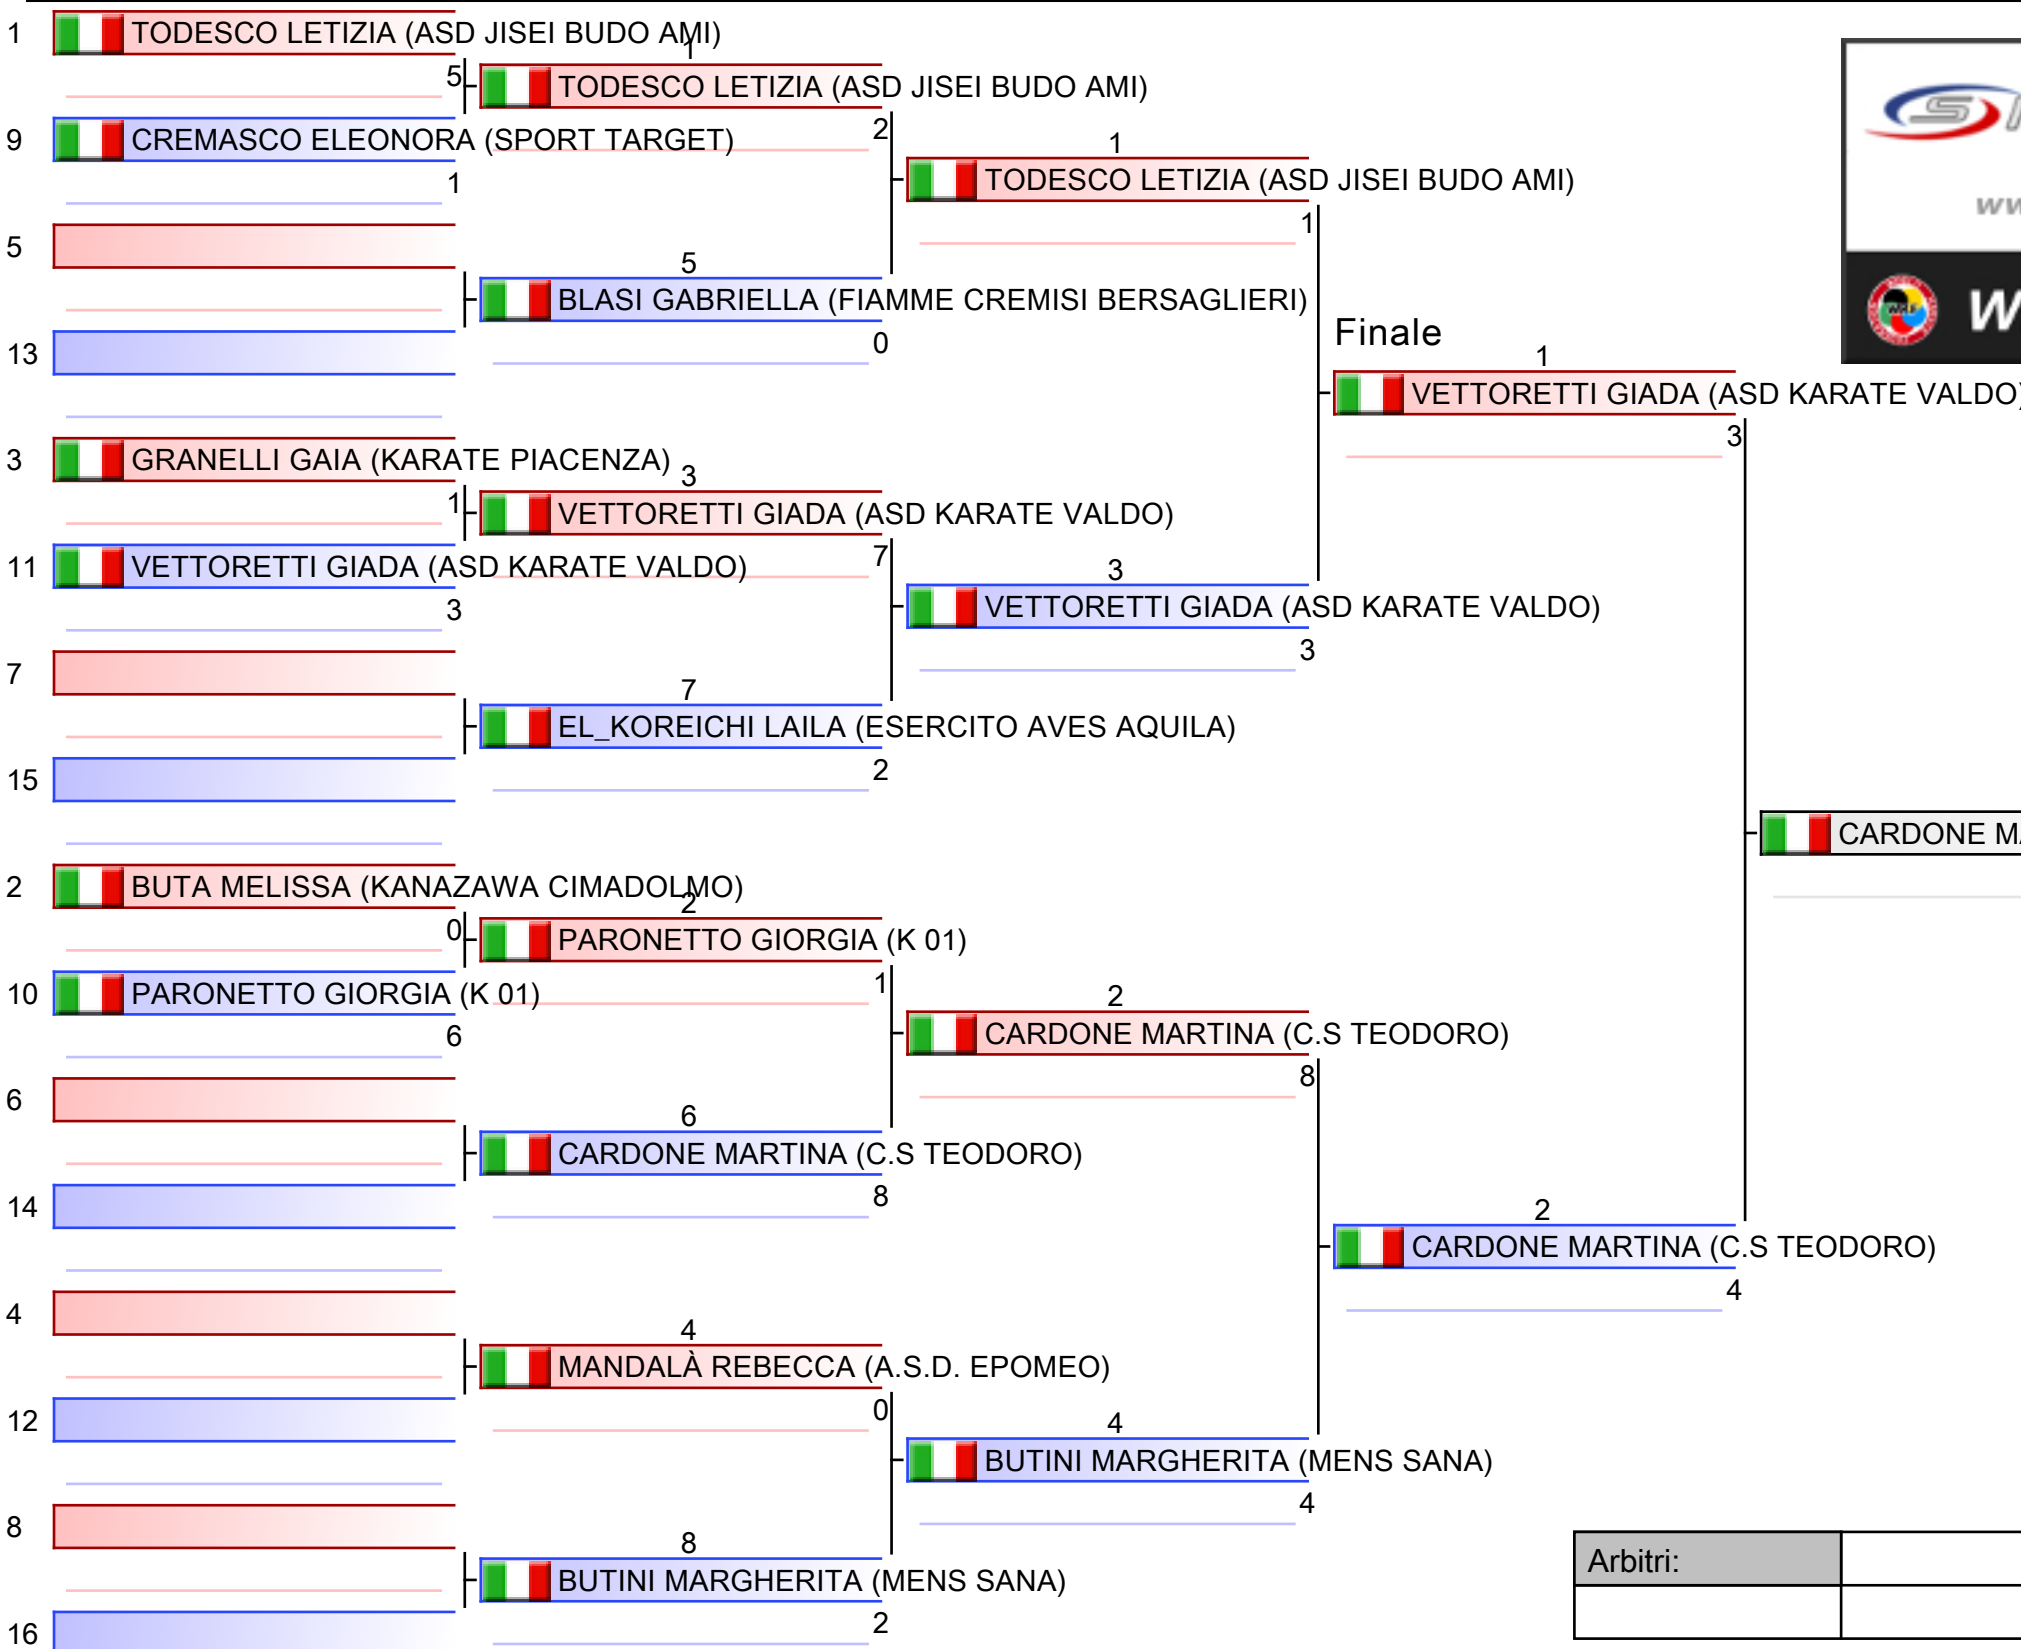 1 TODESCO LETIZIA (ASD JISEI BUDO AMI)
1
5 TODESCO LETIZIA (ASD JISEI BUDO AMI)
2
9 CREMASCO ELEONORA (SPORT TARGET)
1
1
TODESCO LETIZIA (ASD JISEI BUDO AMI)
1
5
5
BLASI GABRIELLA (FIAMME CREMISI BERSAGLIERI)
0
13
Finale
1
VETTORETTI GIADA (ASD KARATE VALDO)
3
3 GRANELLI GAIA (KARATE PIACENZA)
3
1 VETTORETTI GIADA (ASD KARATE VALDO)
7
11 VETTORETTI GIADA (ASD KARATE VALDO)
3
3
VETTORETTI GIADA (ASD KARATE VALDO)
3
7
7
EL_KOREICHI LAILA (ESERCITO AVES AQUILA)
2
15
CARDONE
2 BUTA MELISSA (KANAZAWA CIMADOLMO)
2
0 PARONETTO GIORGIA (K 01)
1
10 PARONETTO GIORGIA (K 01)
6
2
CARDONE MARTINA (C.S TEODORO)
8
6
6
CARDONE MARTINA (C.S TEODORO)
8
14
2
CARDONE MARTINA (C.S TEODORO)
4
4
4
MANDALÀ REBECCA (A.S.D. EPOMEO)
0
12
4
BUTINI MARGHERITA (MENS SANA)
4
8
8
BUTINI MARGHERITA (MENS SANA)
2
16
Arbitri: